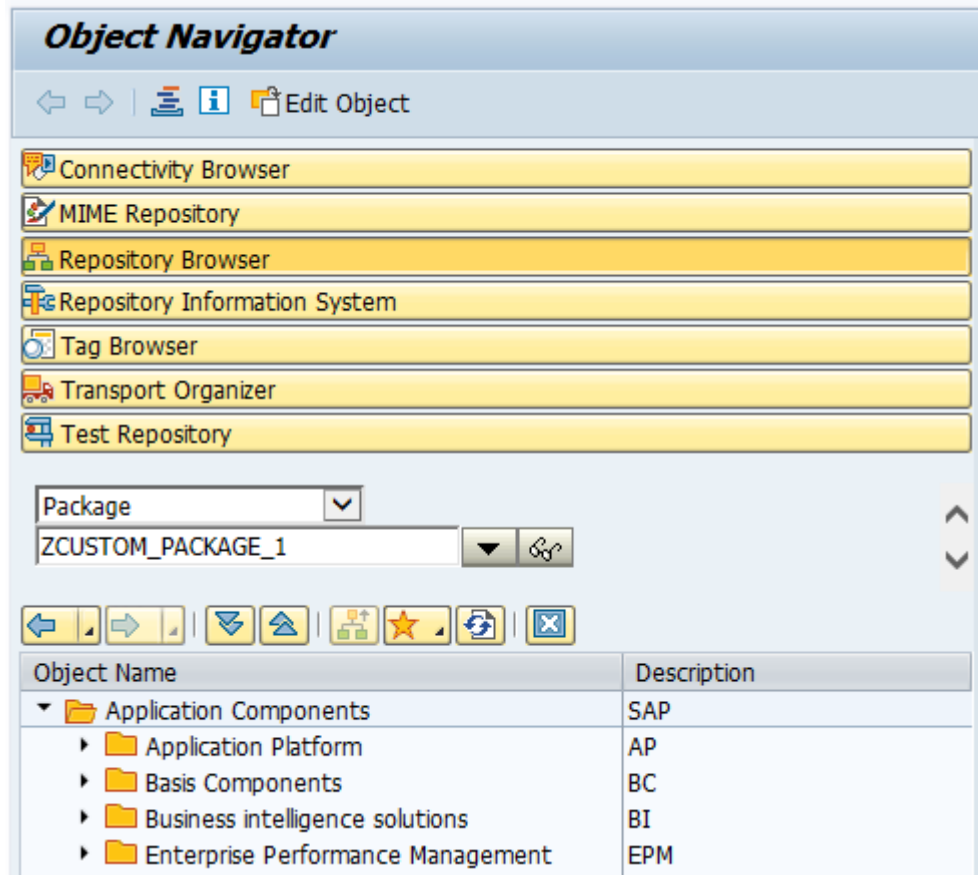 Object Navigator
Edit Object
Connectivity Browser
MIME Repository
Repository Browser
Repository Information System
Tag Browser
Transport Organizer
Test Repository
Package
ZCUSTOM_PACKAGE_1
Object Name Description
Application Components SAP
Application Platform AP
Basis Components BC
Business intelligence solutions BI
Enterprise Performance Management EPM